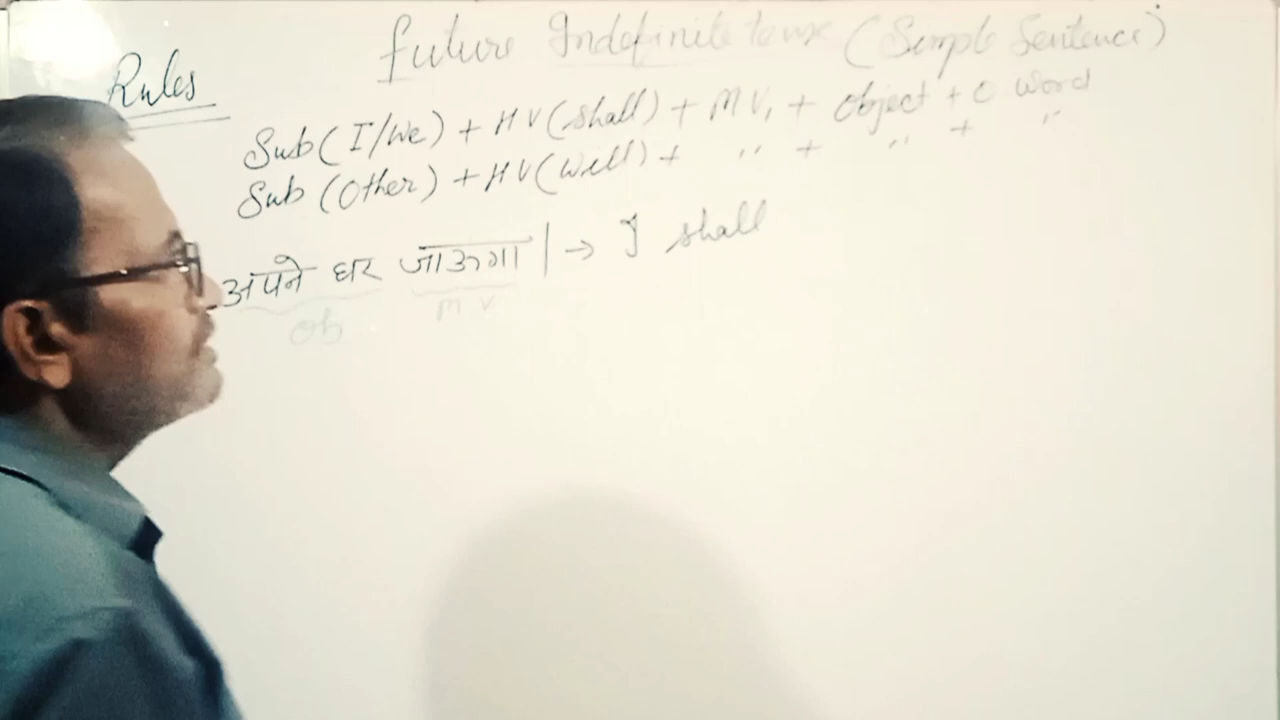 Future Indefinite tense (Simple Sentence)
Rules
Sub (I/We) + HV (shall) + MV₁ + object + O word
Sub (Other) + HV (will) + " + " + "
अपने घर जाऊगा | → I shall
ob MV